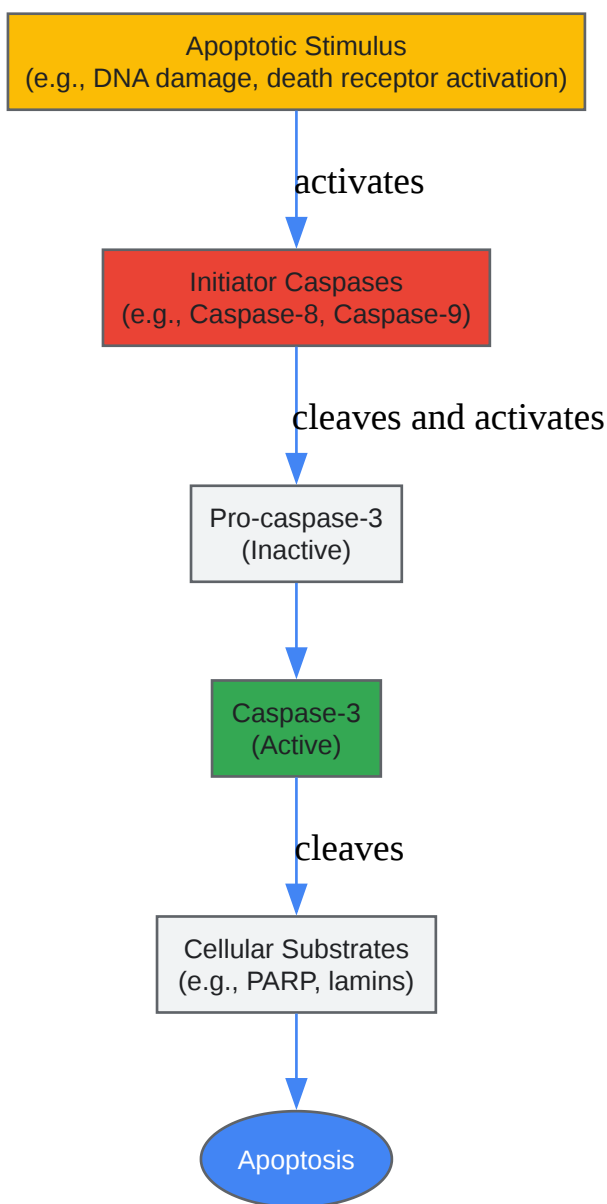 Apoptotic Stimulus
(e.g., DNA damage, death receptor activation)
activates
Initiator Caspases
(e.g., Caspase-8, Caspase-9)
cleaves and activates
Pro-caspase-3
(Inactive)
Caspase-3
(Active)
cleaves
Cellular Substrates
(e.g., PARP, lamins)
Apoptosis